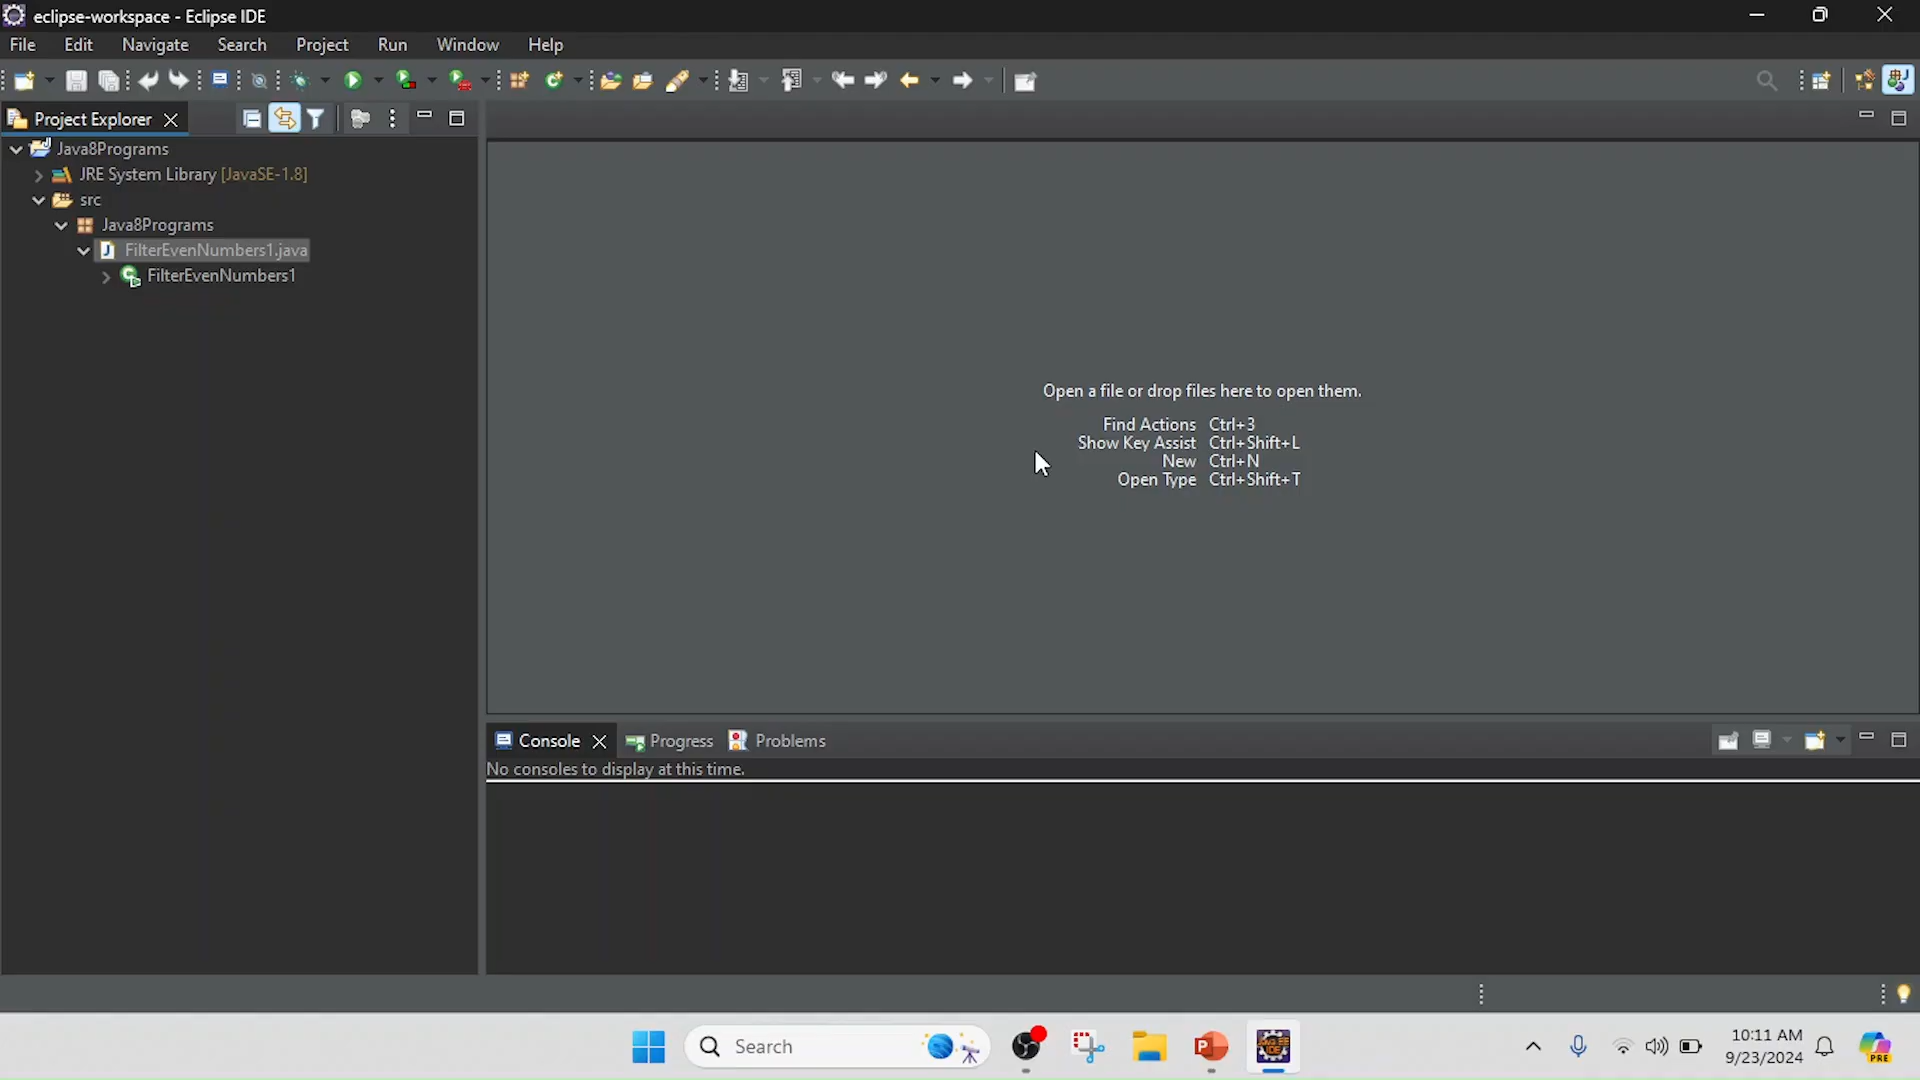 eclipse-workspace - Eclipse IDE
File Edit Navigate Search Project Run Window Help
Project Explorer
Java8Programs
JRE System Library [JavaSE-1.8]
src
Java8Programs
FilterEvenNumbers1.java
FilterEvenNumbers1
Open a file or drop files here to open them.
Find Actions Ctrl+3
Show Key Assist Ctrl+Shift+L
New Ctrl+N
Open Type Ctrl+Shift+T
Console Progress Problems
No consoles to display at this time.
Search
10:11 AM
9/23/2024
PRE